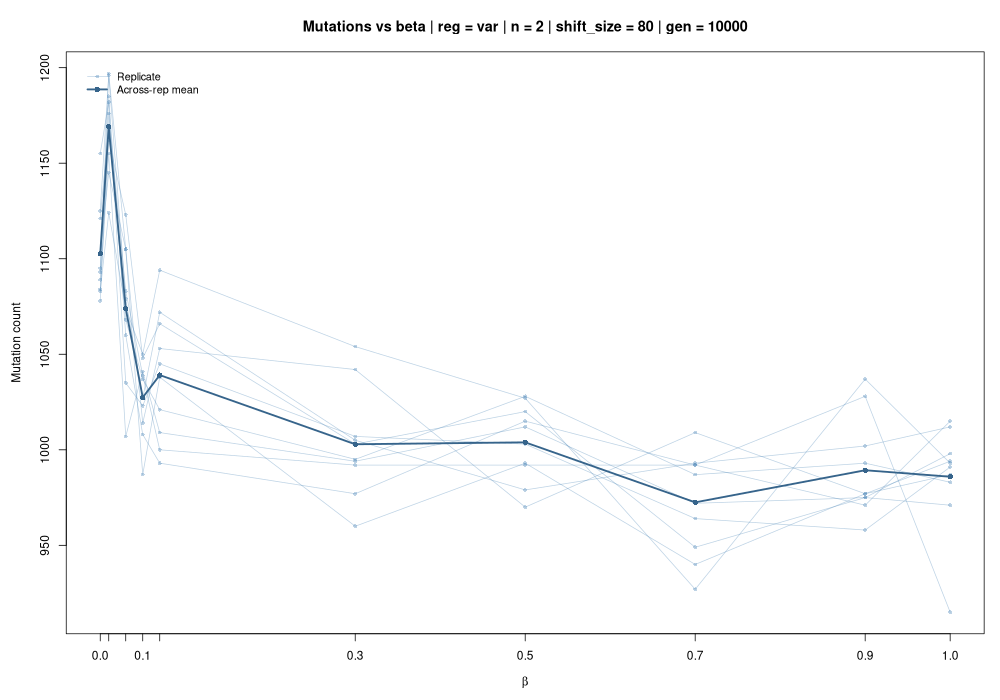 Mutations vs beta | reg = var | n = 2 | shift_size = 80 | gen = 10000
Replicate
Across-rep mean
Mutation count
1200
1150
1100
1050
1000
950
0.0 0.1 0.3 0.5 0.7 0.9 1.0
β